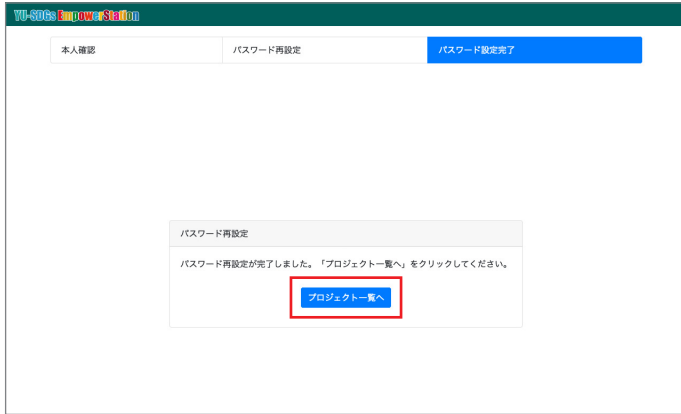 YU-SDGs EmpowerStation
本人確認
パスワード再設定
パスワード設定完了
パスワード再設定
パスワード再設定が完了しました。「プロジェクト一覧へ」をクリックしてください。
プロジェクト一覧へ